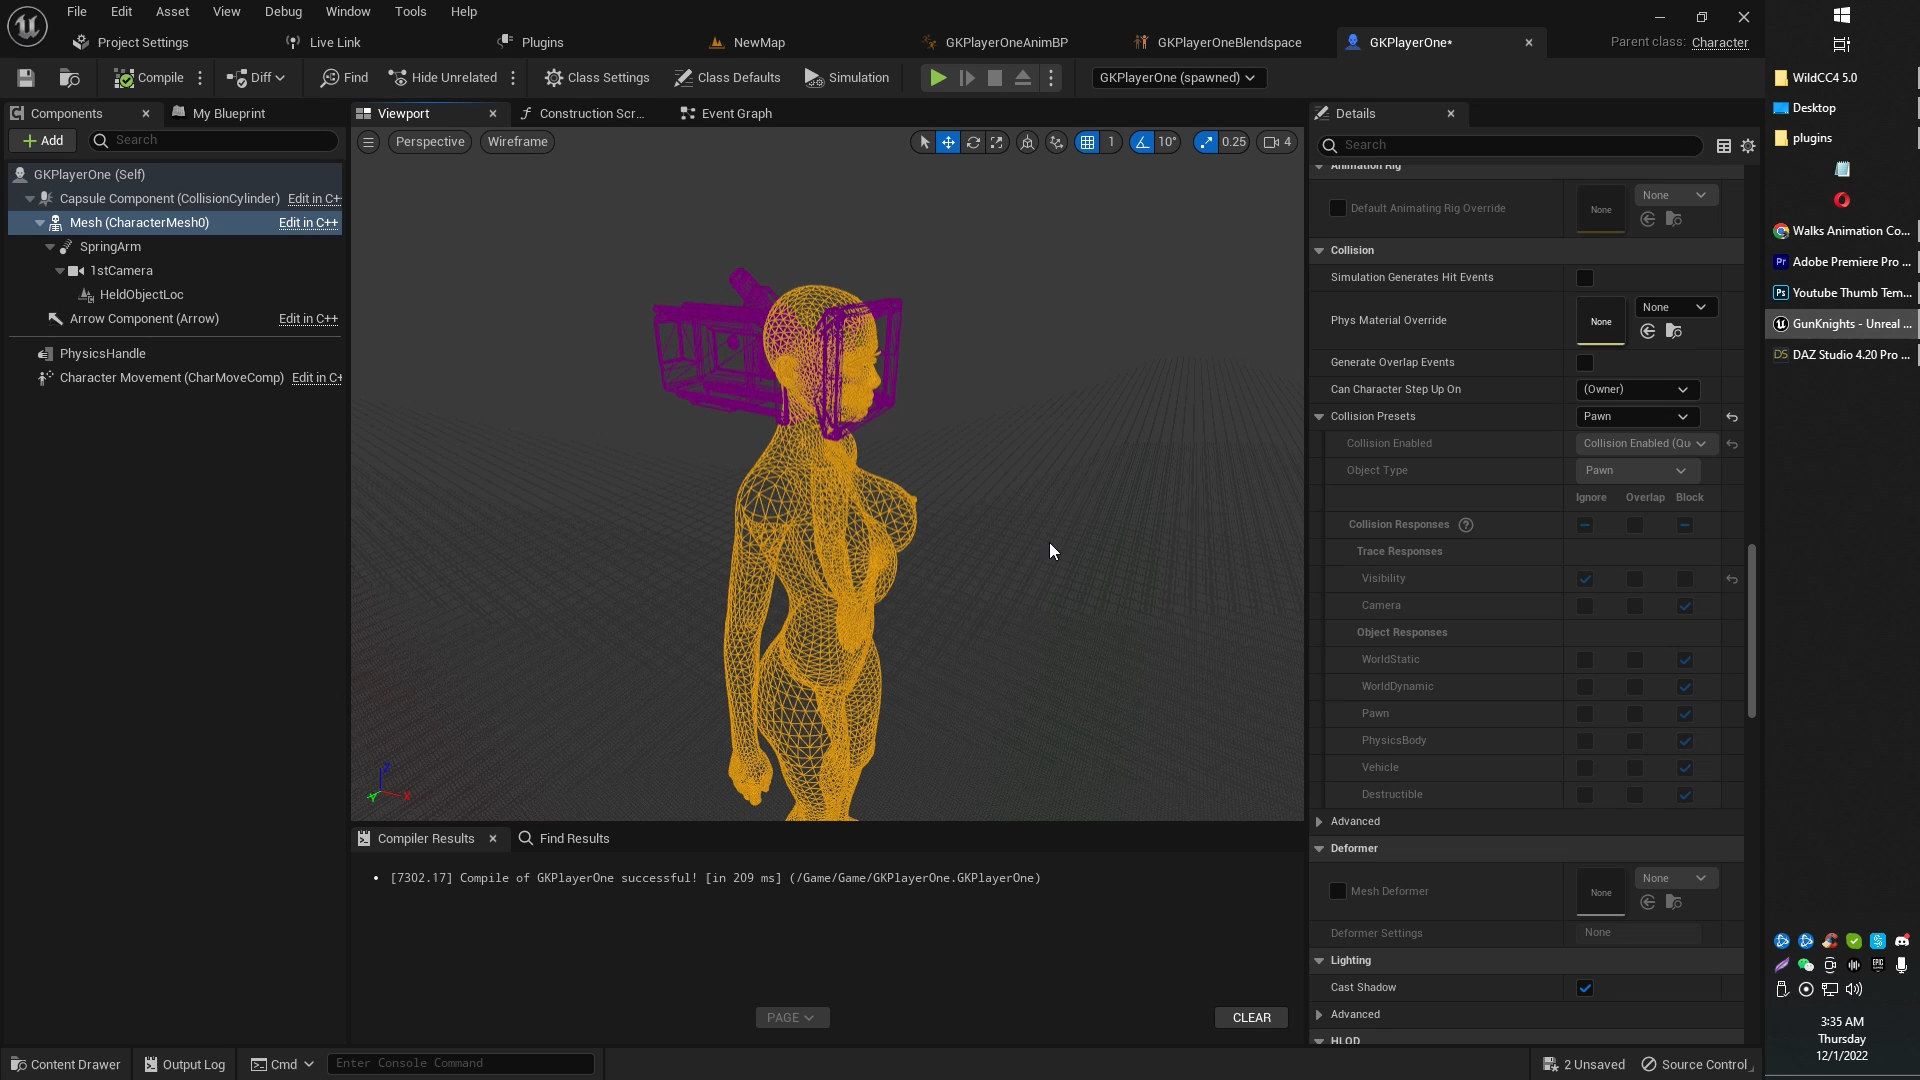 File Edit Asset View Debug Window Tools Help
Project Settings Live Link Plugins NewMap GKPlayerOneAnimBP GKPlayerOneBlendspace GKPlayerOne* Parent class: Character
Compile Diff Find Hide Unrelated Class Settings Class Defaults Simulation GKPlayerOne (spawned)
Components My Blueprint
Add Search
GKPlayerOne (Self)
Capsule Component (CollisionCylinder) Edit in C+
Mesh (CharacterMesh0) Edit in C++
SpringArm
1stCamera
HeldObjectLoc
Arrow Component (Arrow) Edit in C++
PhysicsHandle
Character Movement (CharMoveComp) Edit in C+
Viewport Construction Scr... Event Graph
Perspective Wireframe 1 10° 0.25 4
Z
Y X
Compiler Results Find Results
[7302.17] Compile of GKPlayerOne successful! [in 209 ms] (/Game/Game/GKPlayerOne.GKPlayerOne)
PAGE CLEAR
Details
Search
Animation Rig
Default Animating Rig Override None None
Collision
Simulation Generates Hit Events
Phys Material Override None None
Generate Overlap Events
Can Character Step Up On (Owner)
Collision Presets Pawn
Collision Enabled Collision Enabled (Qu
Object Type Pawn
Ignore Overlap Block
Collision Responses ?
Trace Responses
Visibility
Camera
Object Responses
WorldStatic
WorldDynamic
Pawn
PhysicsBody
Vehicle
Destructible
Advanced
Deformer
Mesh Deformer None None
Deformer Settings None
Lighting
Cast Shadow
Advanced
HLOD
Content Drawer Output Log Cmd Enter Console Command 2 Unsaved Source Control
WildCC4 5.0
Desktop
plugins
Walks Animation Co...
Pr Adobe Premiere Pro ...
Ps Youtube Thumb Tem...
GunKnights - Unreal ...
DS DAZ Studio 4.20 Pro ...
EPIC
3:35 AM
Thursday
12/1/2022